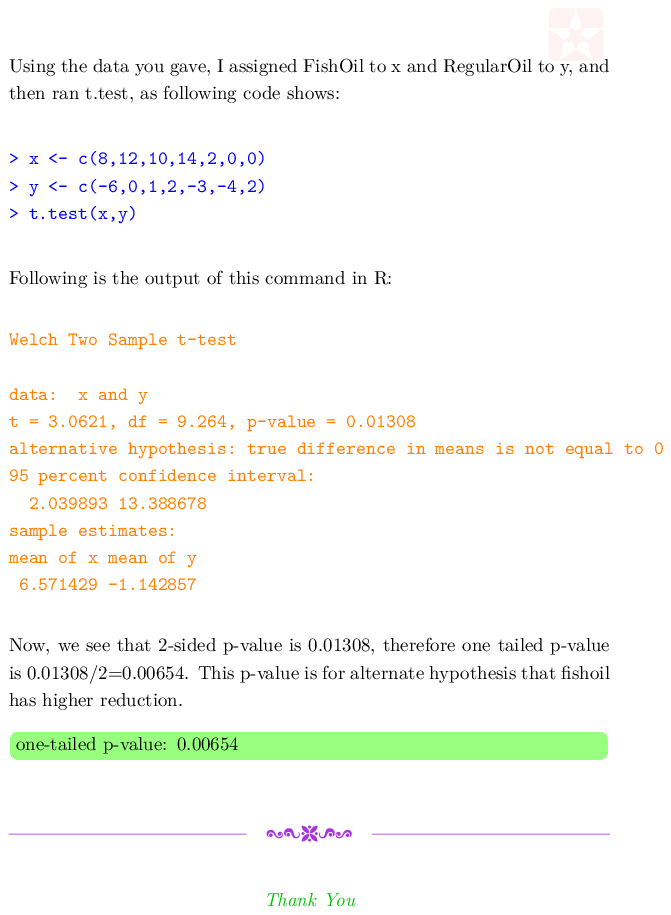 Using the data you gave, I assigned FishOil to x and RegularOil to y, and
then ran t.test, as following code shows:
> x <- c(8,12,10,14,2,0,0)
> y <- c(-6,0,1,2,-3,-4,2)
> t.test(x,y)
Following is the output of this command in R:
Welch Two Sample t-test
data:  x and y
t = 3.0621, df = 9.264, p-value = 0.01308
alternative hypothesis: true difference in means is not equal to 0
95 percent confidence interval:
2.039893 13.388678
sample estimates:
mean of x mean of y
6.571429 -1.142857
Now, we see that 2-sided p-value is 0.01308, therefore one tailed p-value
is 0.01308/2=0.00654. This p-value is for alternate hypothesis that fishoil
has higher reduction.
one-tailed p-value: 0.00654
Thank You